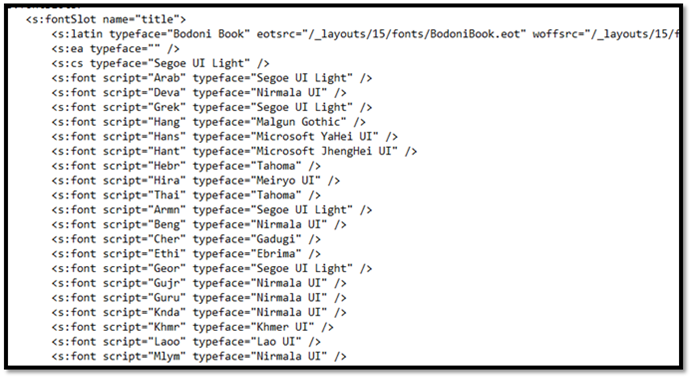 <s:fontSlot name="title">
<s:latin typeface="Bodoni Book" eotsrc="/_layouts/15/fonts/BodoniBook.eot" woffsrc="/_layouts/15/f
<s:ea typeface="" />
<s:cs typeface="Segoe UI Light" />
<s:font script="Arab" typeface="Segoe UI Light" />
<s:font script="Deva" typeface="Nirmala UI" />
<s:font script="Grek" typeface="Segoe UI Light" />
<s:font script="Hang" typeface="Malgun Gothic" />
<s:font script="Hans" typeface="Microsoft YaHei UI" />
<s:font script="Hant" typeface="Microsoft JhengHei UI" />
<s:font script="Hebr" typeface="Tahoma" />
<s:font script="Hira" typeface="Meiryo UI" />
<s:font script="Thai" typeface="Tahoma" />
<s:font script="Armn" typeface="Segoe UI Light" />
<s:font script="Beng" typeface="Nirmala UI" />
<s:font script="Cher" typeface="Gadugi" />
<s:font script="Ethi" typeface="Ebrima" />
<s:font script="Geor" typeface="Segoe UI Light" />
<s:font script="Gujr" typeface="Nirmala UI" />
<s:font script="Guru" typeface="Nirmala UI" />
<s:font script="Knda" typeface="Nirmala UI" />
<s:font script="Khmr" typeface="Khmer UI" />
<s:font script="Laoo" typeface="Lao UI" />
<s:font script="Mlym" typeface="Nirmala UI" />